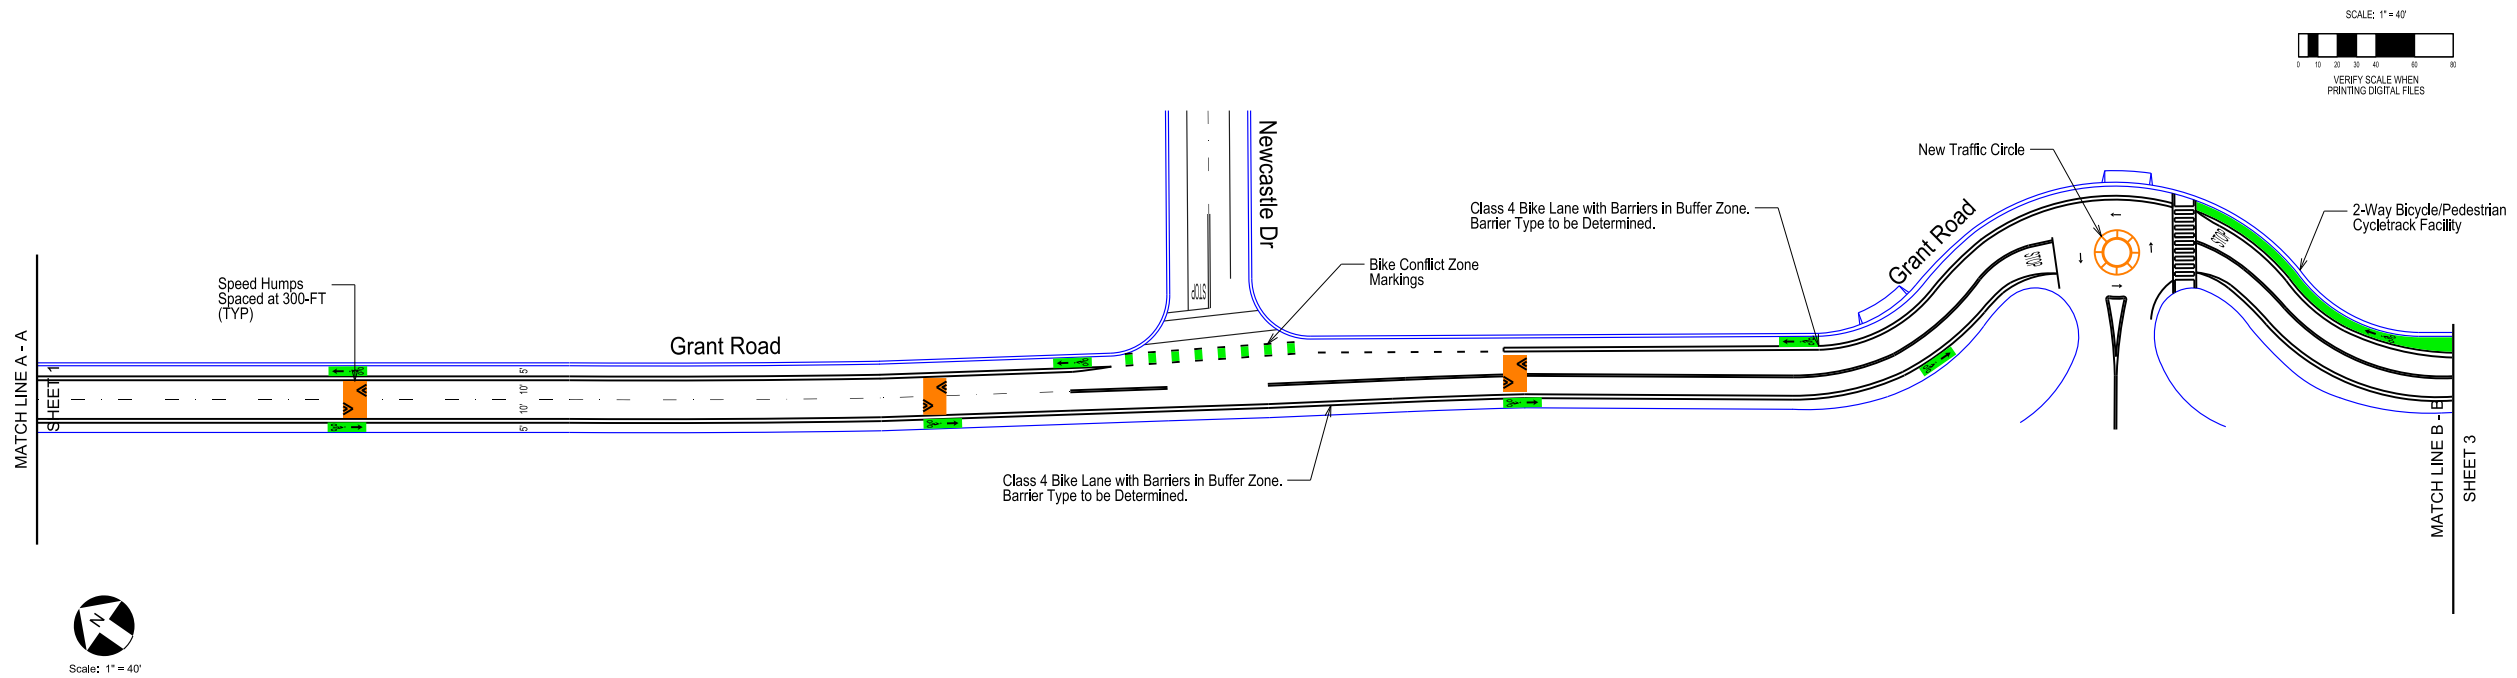 SCALE: 1" = 40'
0 10 20 30 40 60 80
VERIFY SCALE WHEN
PRINTING DIGITAL FILES
New Traffic Circle
2-Way Bicycle/Pedestrian
Cycletrack Facility
Class 4 Bike Lane with Barriers in Buffer Zone.
Barrier Type to be Determined.
Grant Road
Newcastle Dr
Bike Conflict Zone
Markings
Speed Humps
Spaced at 300-FT
(TYP)
Grant Road
STOP
STOP
STOP
5'
10'
10'
5'
MATCH LINE A - A
SHEET 1
Class 4 Bike Lane with Barriers in Buffer Zone.
Barrier Type to be Determined.
MATCH LINE B - B
SHEET 3
N
Scale: 1" = 40'